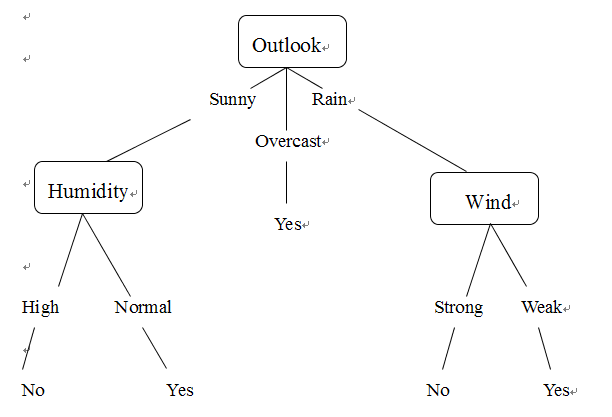 Outlook
Sunny
Rain
Overcast
Humidity
Wind
Yes
High
Normal
Strong
Weak
No
Yes
No
Yes